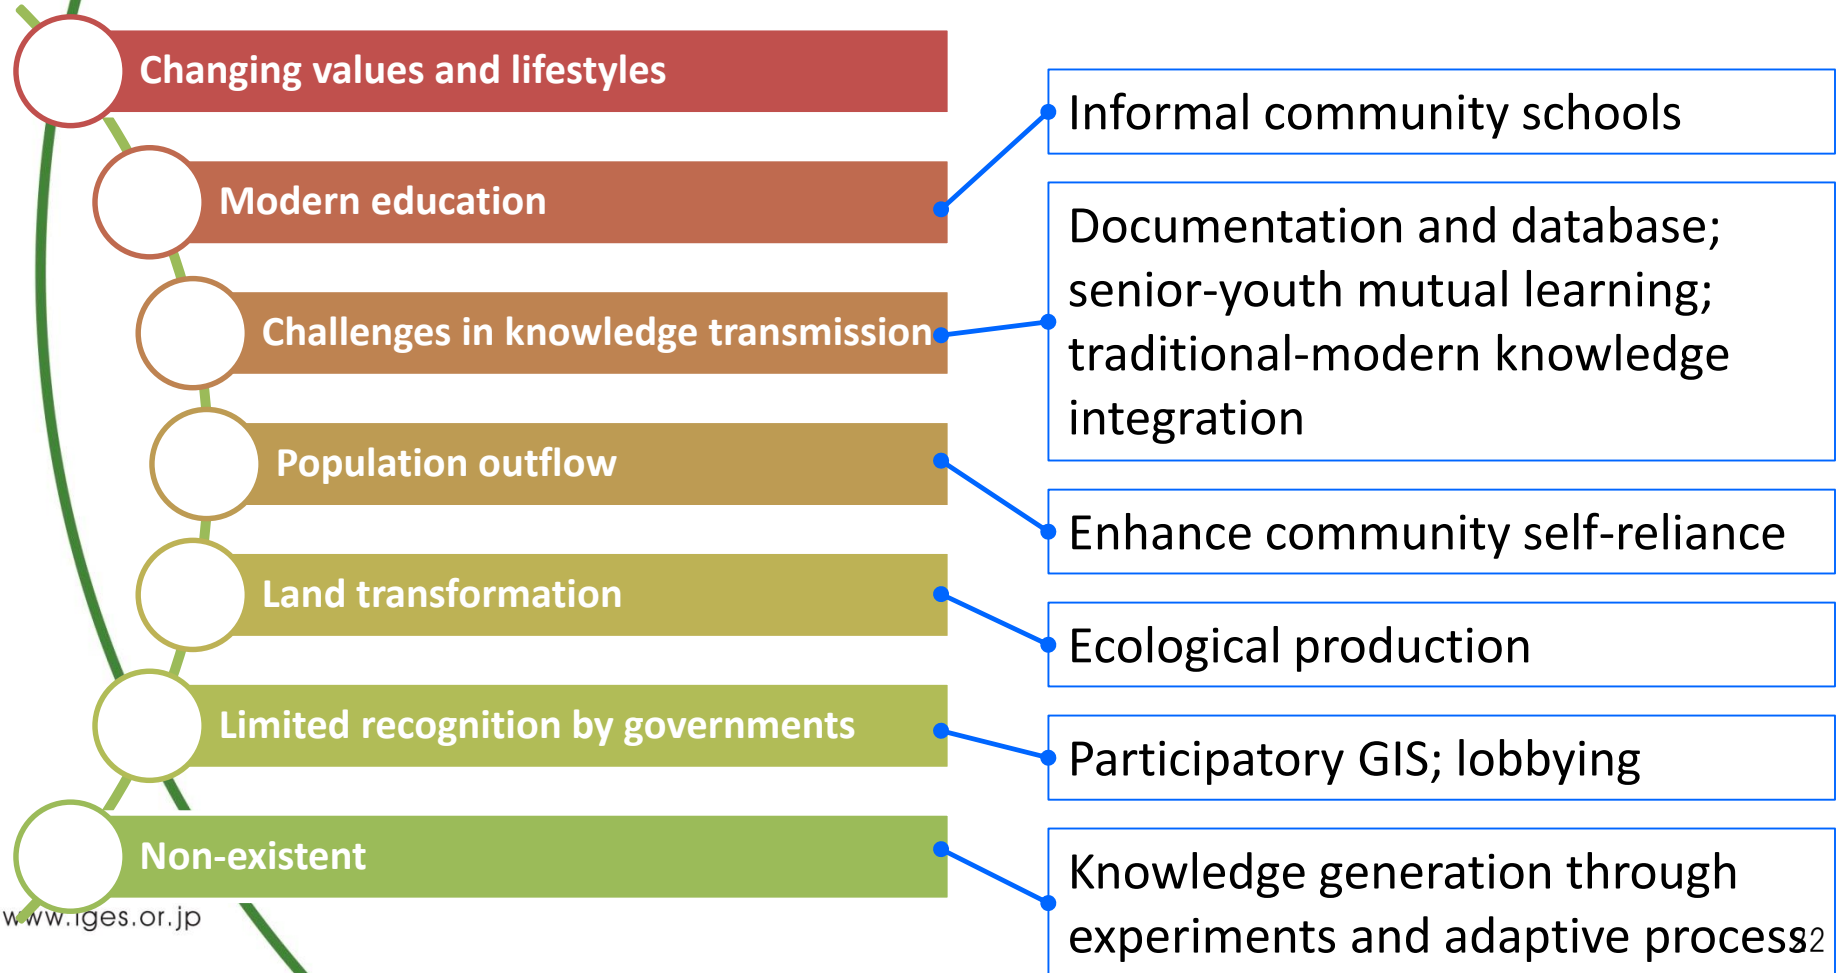 Changing values and lifestyles
Modern education
Challenges in knowledge transmission
Population outflow
Land transformation
Limited recognition by governments
Non-existent
Informal community schools
Documentation and database;
senior-youth mutual learning;
traditional-modern knowledge
integration
Enhance community self-reliance
Ecological production
Participatory GIS; lobbying
Knowledge generation through
experiments and adaptive process
www.iges.or.jp